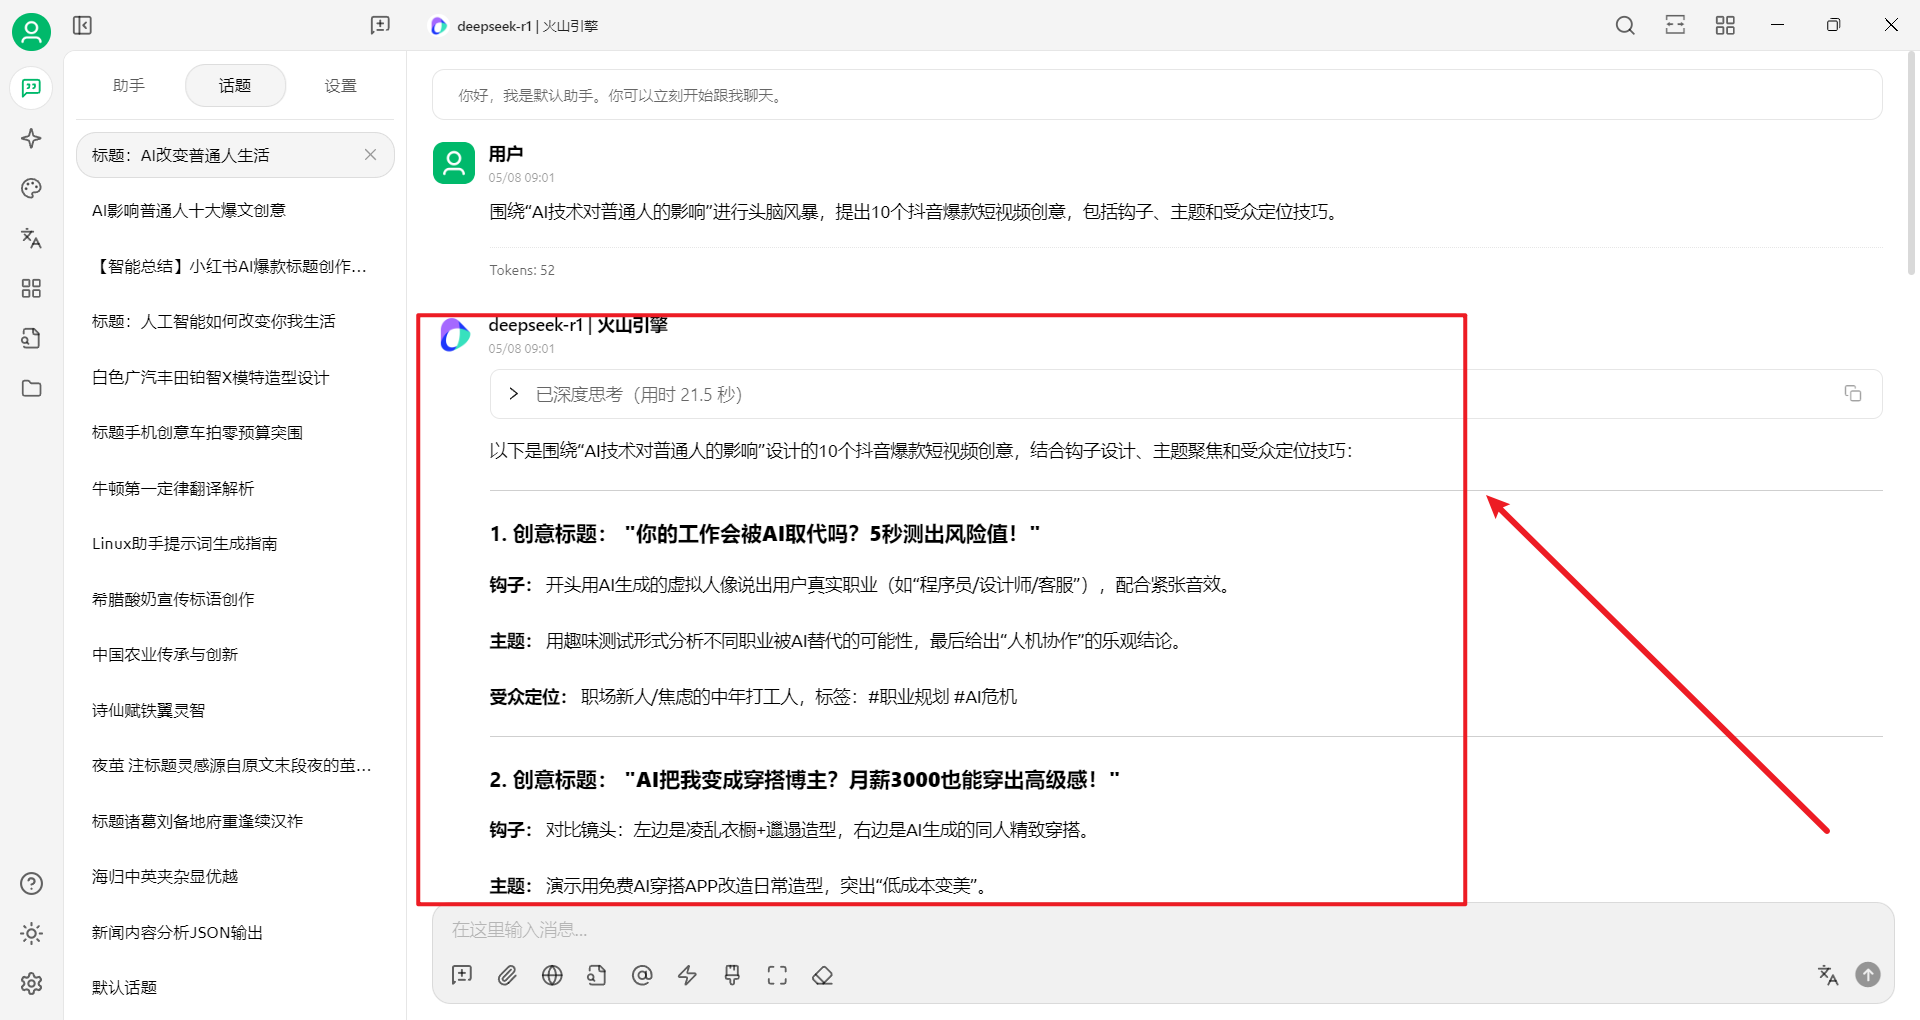 deepseek-r1 | 火山引擎
助手
话题
设置
标题：AI改变普通人生活
AI影响普通人十大爆文创意
【智能总结】小红书AI爆款标题创作...
标题：人工智能如何改变你我生活
白色广汽丰田铂智X模特造型设计
标题手机创意车拍零预算突围
牛顿第一定律翻译解析
Linux助手提示词生成指南
希腊酸奶宣传标语创作
中国农业传承与创新
诗仙赋铁翼灵智
夜茧 注标题灵感源自原文末段夜的茧...
标题诸葛刘备地府重逢续汉祚
海归中英夹杂显优越
新闻内容分析JSON输出
默认话题
你好，我是默认助手。你可以立刻开始跟我聊天。
用户
05/08 09:01
围绕“AI技术对普通人的影响”进行头脑风暴，提出10个抖音爆款短视频创意，包括钩子、主题和受众定位技巧。
Tokens: 52
deepseek-r1 | 火山引擎
05/08 09:01
已深度思考（用时 21.5 秒）
以下是围绕“AI技术对普通人的影响”设计的10个抖音爆款短视频创意，结合钩子设计、主题聚焦和受众定位技巧：
1. 创意标题： "你的工作会被AI取代吗？5秒测出风险值！"
钩子： 开头用AI生成的虚拟人像说出用户真实职业（如“程序员/设计师/客服”），配合紧张音效。
主题： 用趣味测试形式分析不同职业被AI替代的可能性，最后给出“人机协作”的乐观结论。
受众定位： 职场新人/焦虑的中年打工人，标签：#职业规划 #AI危机
2. 创意标题： "AI把我变成穿搭博主？月薪3000也能穿出高级感！"
钩子： 对比镜头：左边是凌乱衣橱+邋遢造型，右边是AI生成的同人精致穿搭。
主题： 演示用免费AI穿搭APP改造日常造型，突出“低成本变美”。
在这里输入消息...